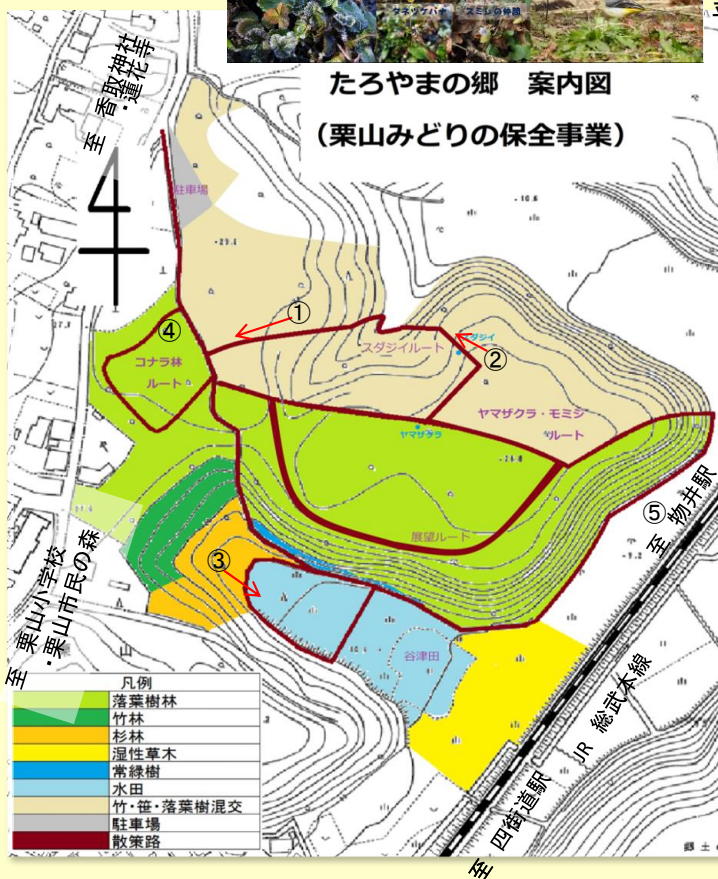 タネツケバナ スミレの仲間
たろやまの郷 案内図
(栗山みどりの保全事業)
至 香取神社
・蓮花寺
駐車場
①
④
コナラ林
ルート
スダジイルート
スダジイ
②
ヤマザクラ・モミジ
ルート
ヤマザクラ
展望ルート
⑤
至 物井駅
③
谷津田
至 栗山小学校
・栗山市民の森
山
JR 総武本線
至 四街道駅
凡例
落葉樹林
竹林
杉林
湿性草木
常緑樹
水田
竹・笹・落葉樹混交
駐車場
散策路
郷土